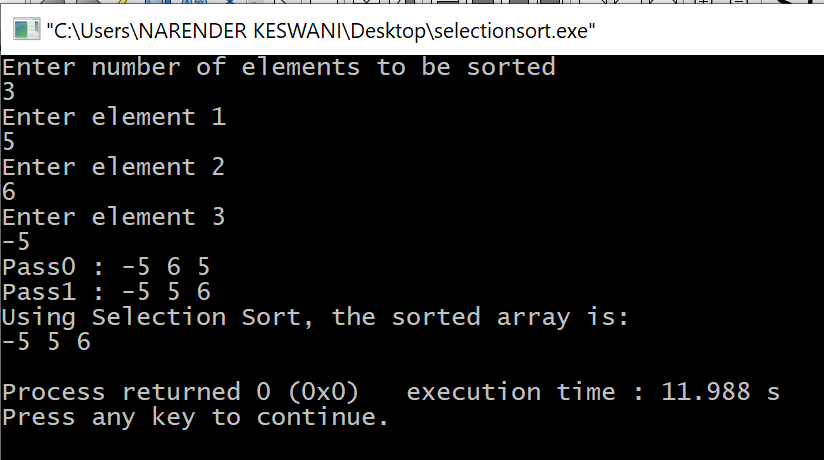 "C:\Users\NARENDER KESWANI\Desktop\selectionsort.exe"
Enter number of elements to be sorted
3
Enter element 1
5
Enter element 2
6
Enter element 3
-5
Pass0 : -5 6 5
Pass1 : -5 5 6
Using Selection Sort, the sorted array is:
-5 5 6
Process returned 0 (0x0)   execution time : 11.988 s
Press any key to continue.